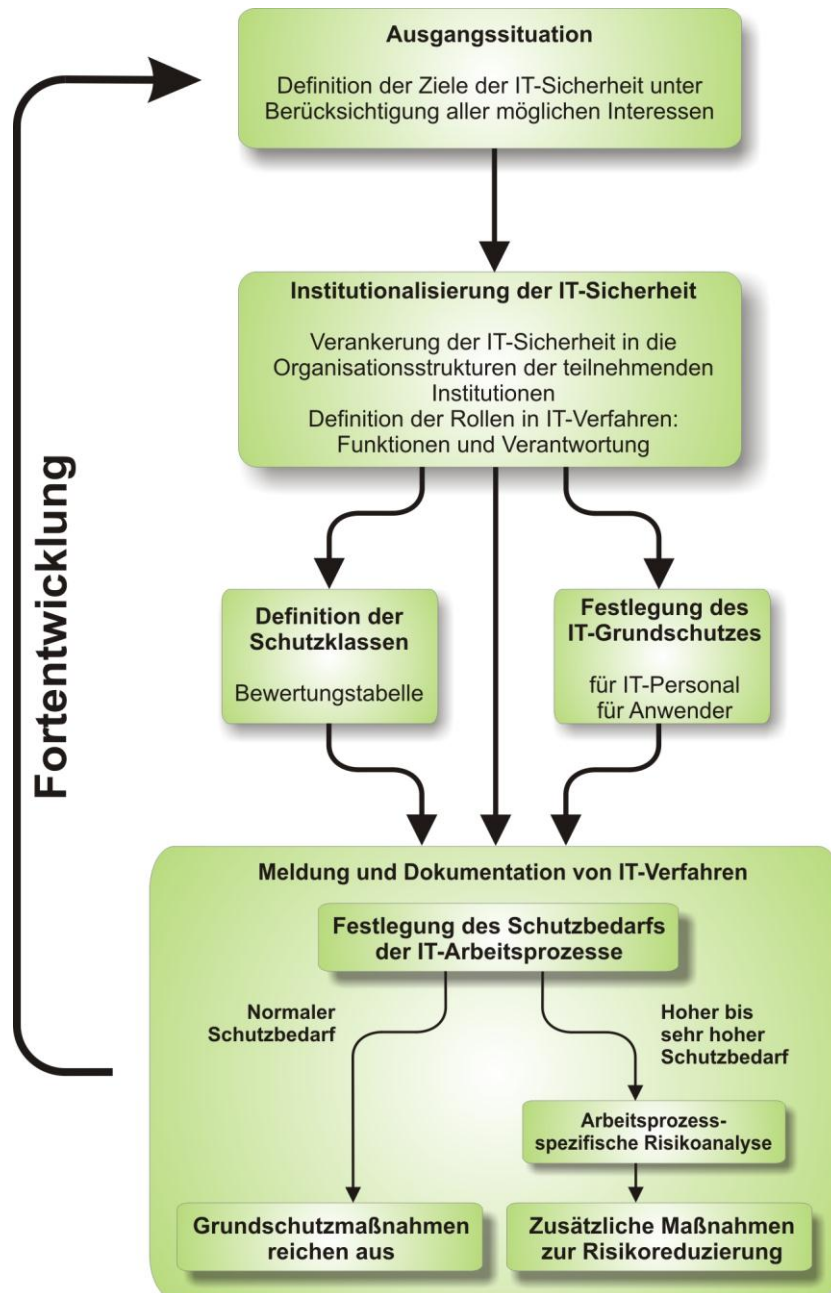 Ausgangssituation
Definition der Ziele der IT-Sicherheit unter
Berücksichtigung aller möglichen Interessen
Institutionalisierung der IT-Sicherheit
Verankerung der IT-Sicherheit in die
Organisationsstrukturen der teilnehmenden
Institutionen
Definition der Rollen in IT-Verfahren:
Funktionen und Verantwortung
Fortentwicklung
Definition der
Schutzklassen
Bewertungstabelle
Festlegung des
IT-Grundschutzes
für IT-Personal
für Anwender
Meldung und Dokumentation von IT-Verfahren
Festlegung des Schutzbedarfs
der IT-Arbeitsprozesse
Normaler
Schutzbedarf
Hoher bis
sehr hoher
Schutzbedarf
Arbeitsprozess-
spezifische Risikoanalyse
Grundschutzmaßnahmen
reichen aus
Zusätzliche Maßnahmen
zur Risikoreduzierung